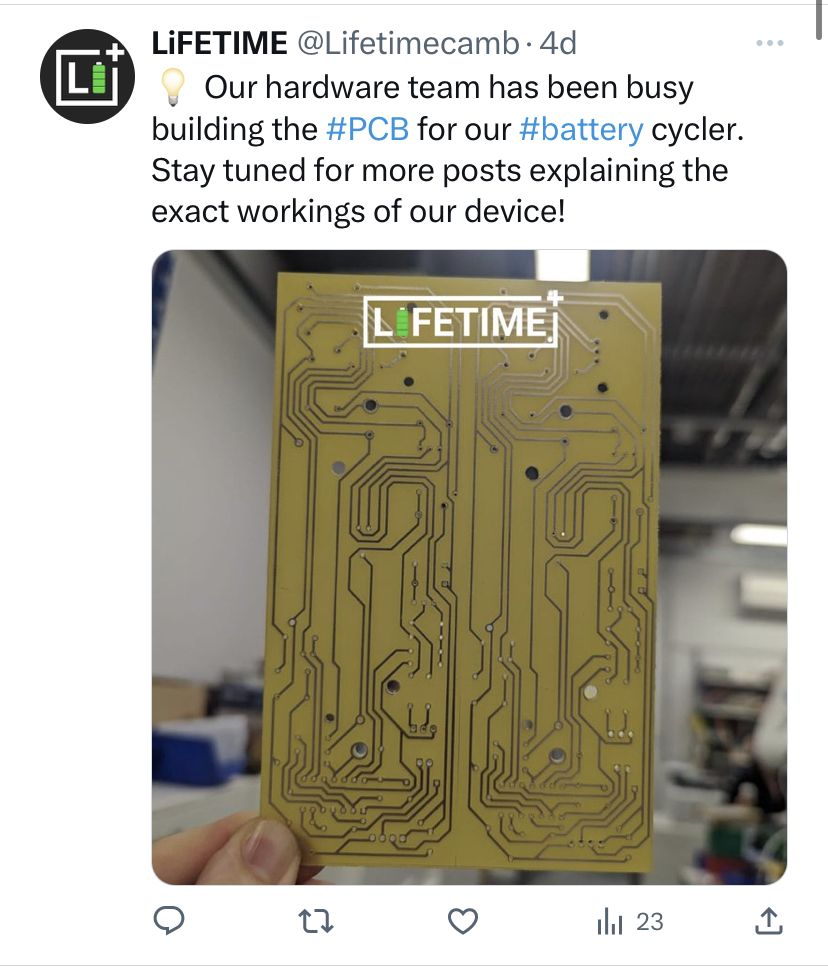 LiFETIME @Lifetimecamb · 4d
💡 Our hardware team has been busy
building the #PCB for our #battery cycler.
Stay tuned for more posts explaining the
exact workings of our device!
LiFETIME
23